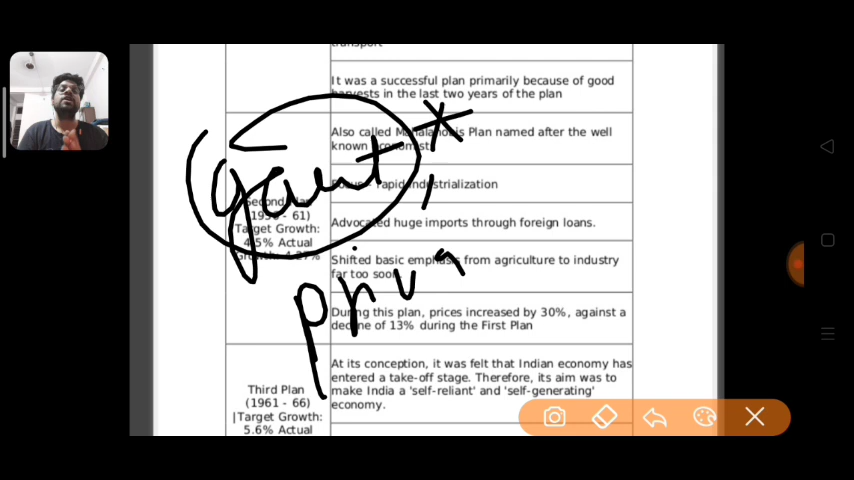 transport
It was a successful plan primarily because of good
harvests in the last two years of the plan
Also called Mahalanobis Plan named after the well
known economist
Focus - rapid industrialization
Second Plan
(1956 - 61)
Target Growth:
4.5% Actual
Growth: 4.27%
Advocated huge imports through foreign loans.
Shifted basic emphasis from agriculture to industry
far too soon.
During this plan, prices increased by 30%, against a
decline of 13% during the First Plan
Third Plan
(1961 - 66)
|Target Growth:
5.6% Actual
At its conception, it was felt that Indian economy has
entered a take-off stage. Therefore, its aim was to
make India a 'self-reliant' and 'self-generating'
economy.